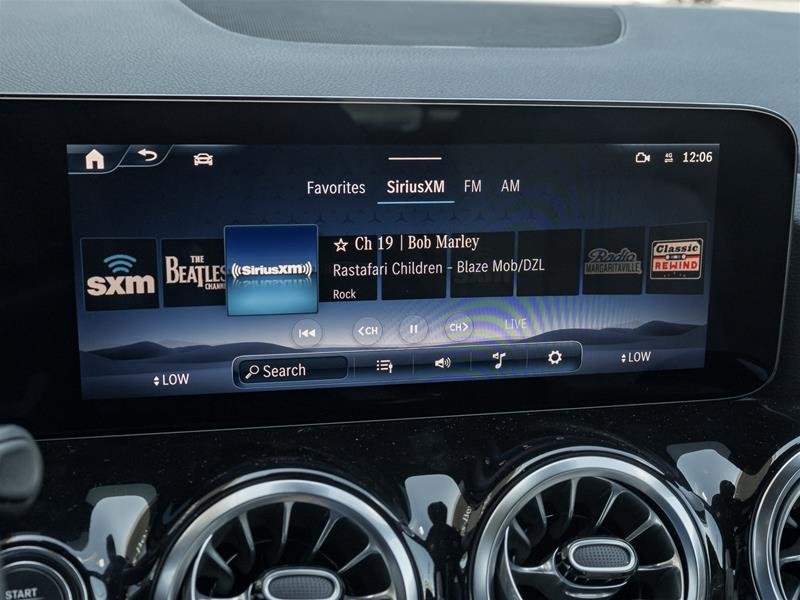 4G 12:06
Favorites SiriusXM FM AM
sxm
THE
BEATLES
CHANNEL
((SiriusXM))
☆ Ch 19 | Bob Marley
Rastafari Children - Blaze Mob/DZL
Rock
Radio
MARGARITAVILLE
Classic
REWIND
<CH
CH>
LIVE
LOW
Search
LOW
START